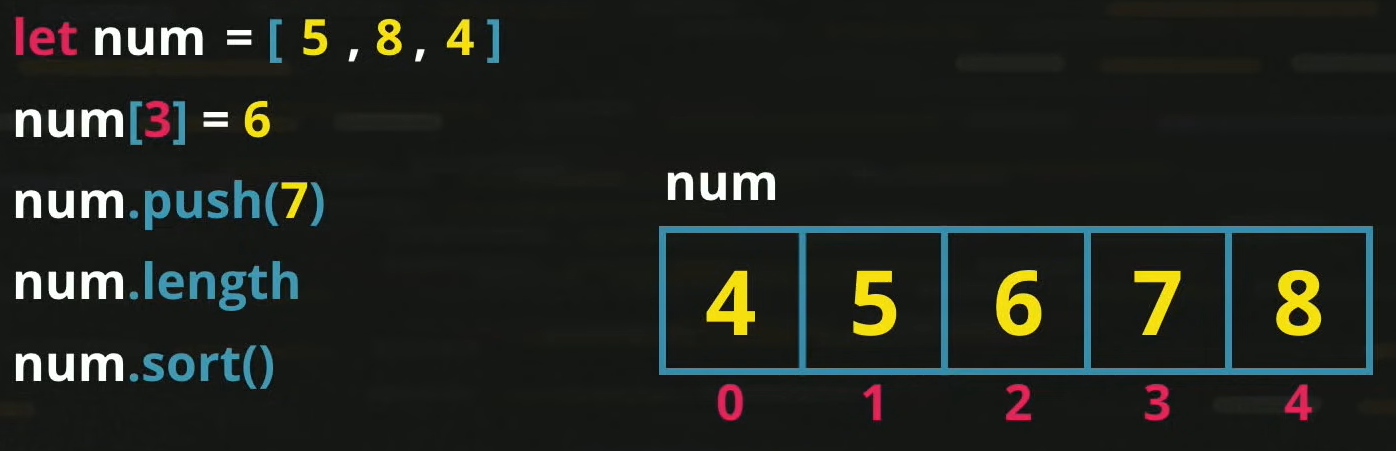 let num = [ 5 , 8 , 4 ]
num[3] = 6
num.push(7)
num.length
num.sort()
num
4 5 6 7 8
0 1 2 3 4